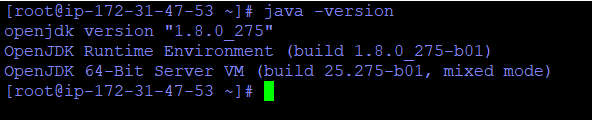 [root@ip-172-31-47-53 ~]# java -version
openjdk version "1.8.0_275"
OpenJDK Runtime Environment (build 1.8.0_275-b01)
OpenJDK 64-Bit Server VM (build 25.275-b01, mixed mode)
[root@ip-172-31-47-53 ~]#